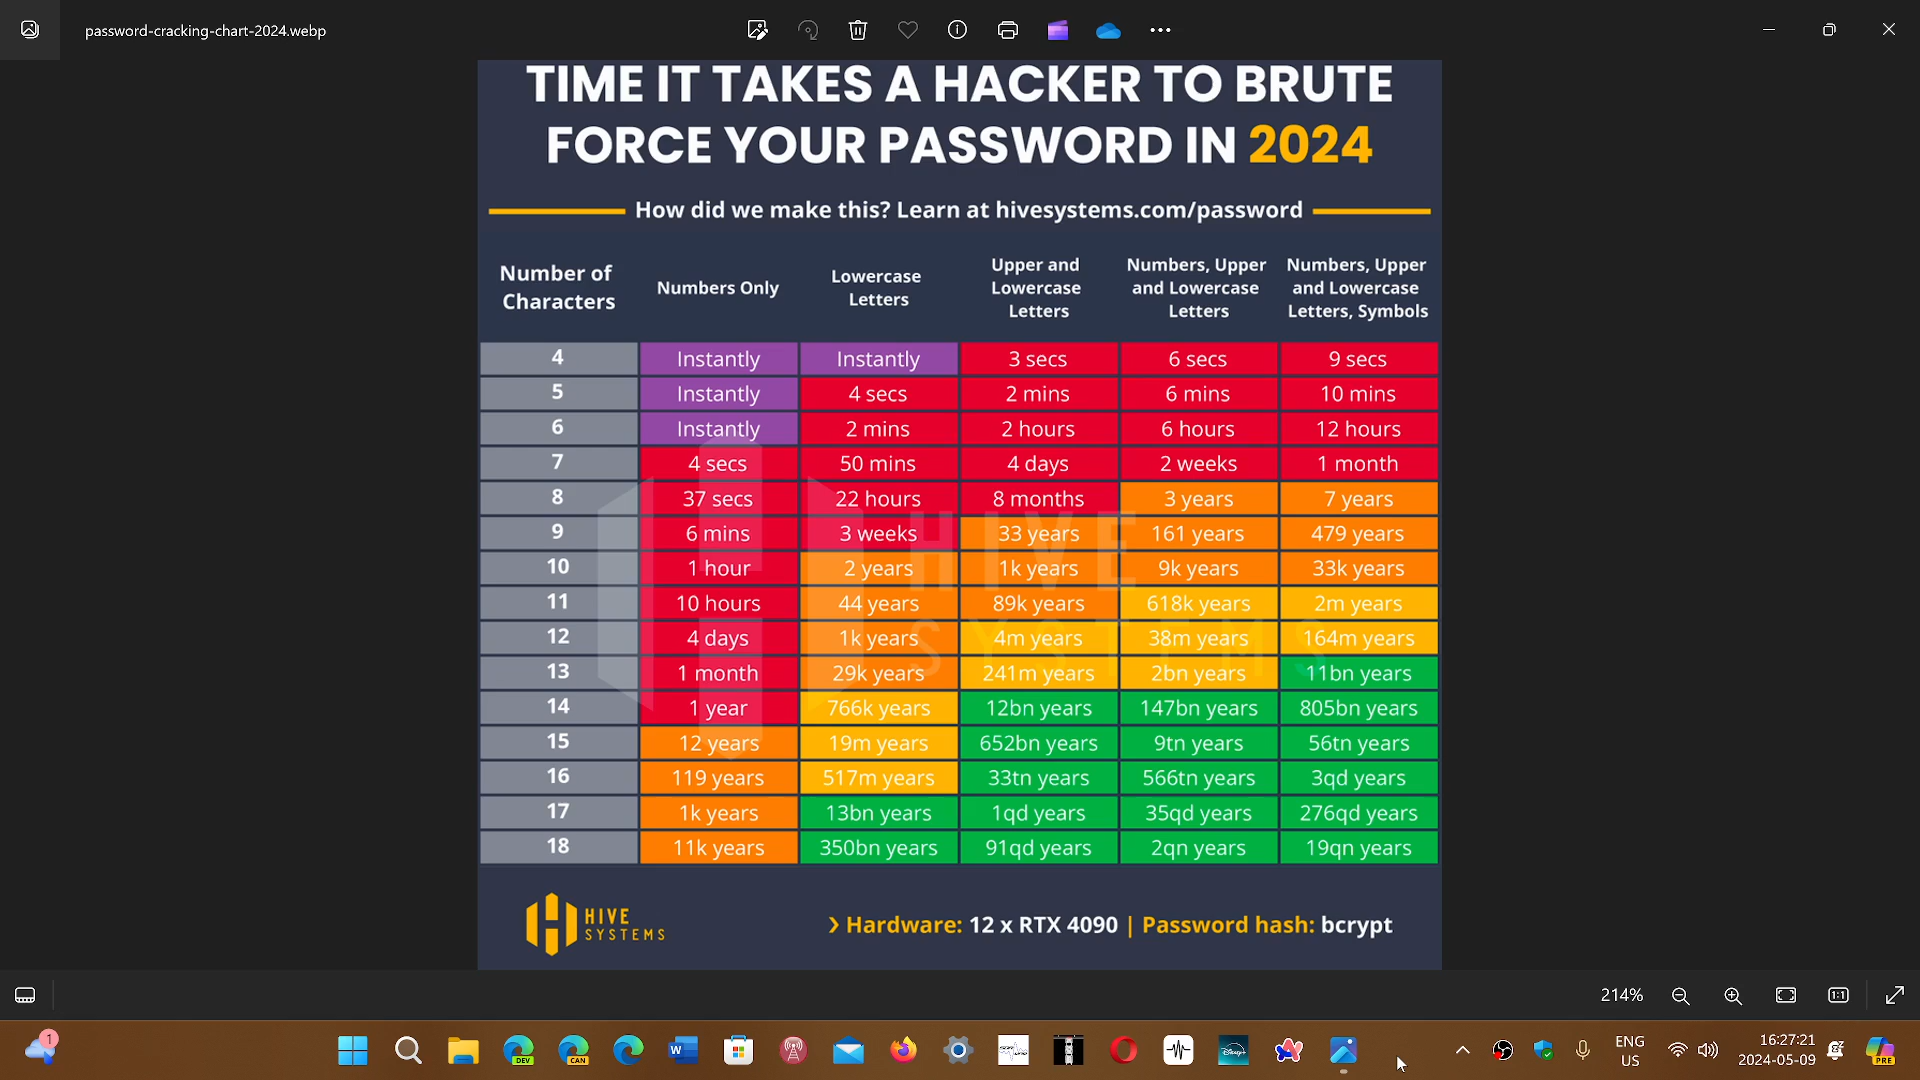 password-cracking-chart-2024.webp
TIME IT TAKES A HACKER TO BRUTE
FORCE YOUR PASSWORD IN 2024
How did we make this? Learn at hivesystems.com/password
Number of Characters Numbers Only Lowercase Letters Upper and Lowercase Letters Numbers, Upper and Lowercase Letters Numbers, Upper and Lowercase Letters, Symbols
4 Instantly Instantly 3 secs 6 secs 9 secs
5 Instantly 4 secs 2 mins 6 mins 10 mins
6 Instantly 2 mins 2 hours 6 hours 12 hours
7 4 secs 50 mins 4 days 2 weeks 1 month
8 37 secs 22 hours 8 months 3 years 7 years
9 6 mins 3 weeks 33 years 161 years 479 years
10 1 hour 2 years 1k years 9k years 33k years
11 10 hours 44 years 89k years 618k years 2m years
12 4 days 1k years 4m years 38m years 164m years
13 1 month 29k years 241m years 2bn years 11bn years
14 1 year 766k years 12bn years 147bn years 805bn years
15 12 years 19m years 652bn years 9tn years 56tn years
16 119 years 517m years 33tn years 566tn years 3qd years
17 1k years 13bn years 1qd years 35qd years 276qd years
18 11k years 350bn years 91qd years 2qn years 19qn years
HIVE
SYSTEMS
HIVE
SYSTEMS
› Hardware: 12 x RTX 4090 | Password hash: bcrypt
214%
1:1
1
DEV
CAN
W
Disney+
ENG
US
16:27:21
2024-05-09
PRE